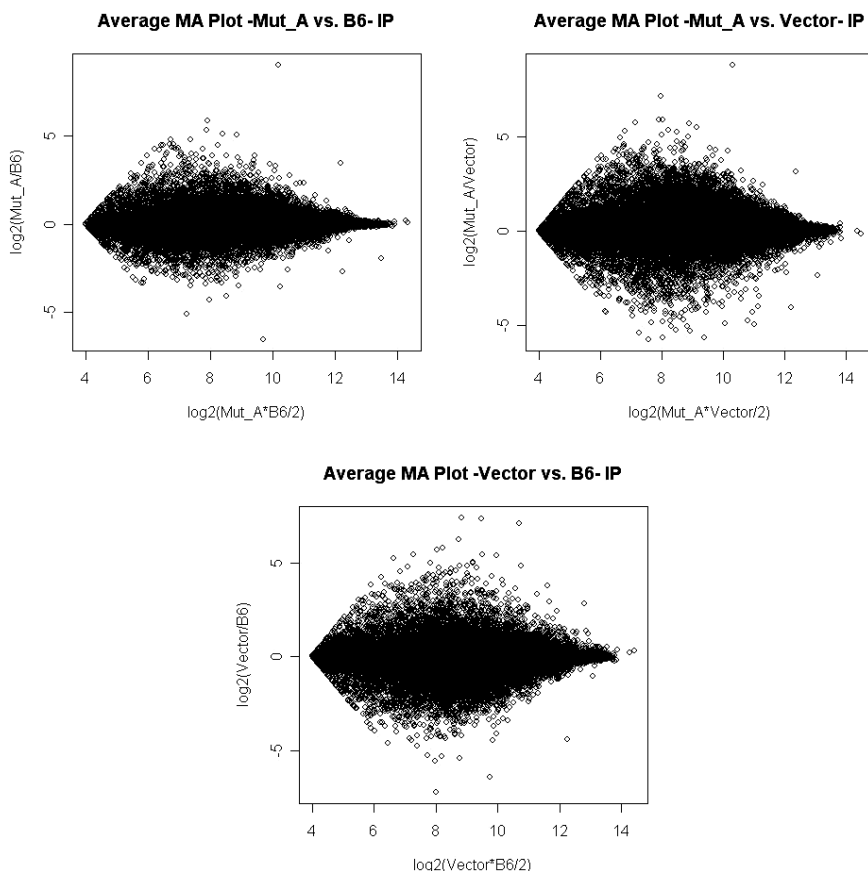 Average MA Plot -Mut_A vs. B6- IP
log2(Mut_A/B6)
5
0
-5
4 6 8 10 12 14
log2(Mut_A*B6/2)
Average MA Plot -Mut_A vs. Vector- IP
log2(Mut_A/Vector)
5
0
-5
4 6 8 10 12 14
log2(Mut_A*Vector/2)
Average MA Plot -Vector vs. B6- IP
log2(Vector/B6)
5
0
-5
4 6 8 10 12 14
log2(Vector*B6/2)